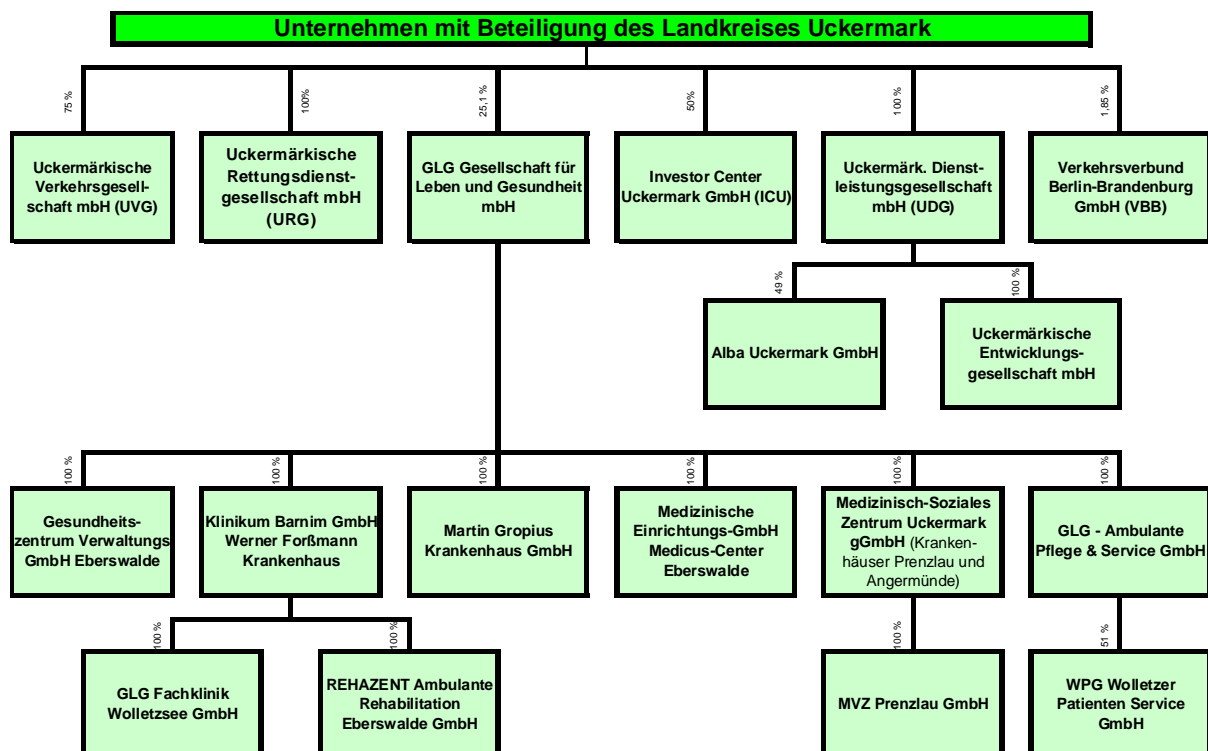 Unternehmen mit Beteiligung des Landkreises Uckermark
75 %
100%
25,1 %
50%
100 %
1,85 %
Uckermärkische
Verkehrsgesell-
schaft mbH (UVG)
Uckermärkische
Rettungsdienst-
gesellschaft mbH
(URG)
GLG Gesellschaft für
Leben und Gesundheit
mbH
Investor Center
Uckermark GmbH (ICU)
Uckermärk. Dienst-
leistungsgesellschaft
mbH (UDG)
Verkehrsverbund
Berlin-Brandenburg
GmbH (VBB)
49 %
100 %
Alba Uckermark GmbH
Uckermärkische
Entwicklungs-
gesellschaft mbH
100 %
100 %
100 %
100 %
100 %
100 %
Gesundheits-
zentrum Verwaltungs
GmbH Eberswalde
Klinikum Barnim GmbH
Werner Forßmann
Krankenhaus
Martin Gropius
Krankenhaus GmbH
Medizinische
Einrichtungs-GmbH
Medicus-Center
Eberswalde
Medizinisch-Soziales
Zentrum Uckermark
gGmbH (Kranken-
häuser Prenzlau und
Angermünde)
GLG - Ambulante
Pflege & Service GmbH
100 %
100 %
100 %
51 %
GLG Fachklinik
Wolletzsee GmbH
REHAZENT Ambulante
Rehabilitation
Eberswalde GmbH
MVZ Prenzlau GmbH
WPG Wolletzer
Patienten Service
GmbH